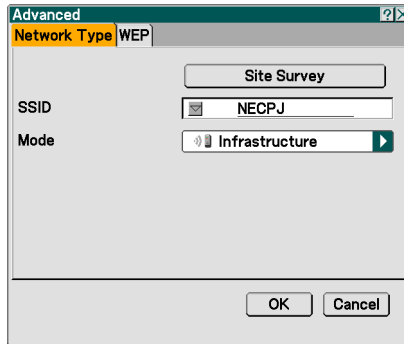 Advanced ? X
Network Type WEP
Site Survey
SSID NECPJ
Mode Infrastructure
OK Cancel